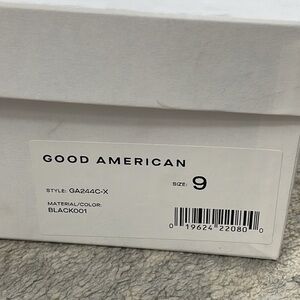 GOOD AMERICAN
STYLE: GA244C-X
SIZE: 9
MATERIAL/COLOR:
BLACK001
0 19624 22080 0